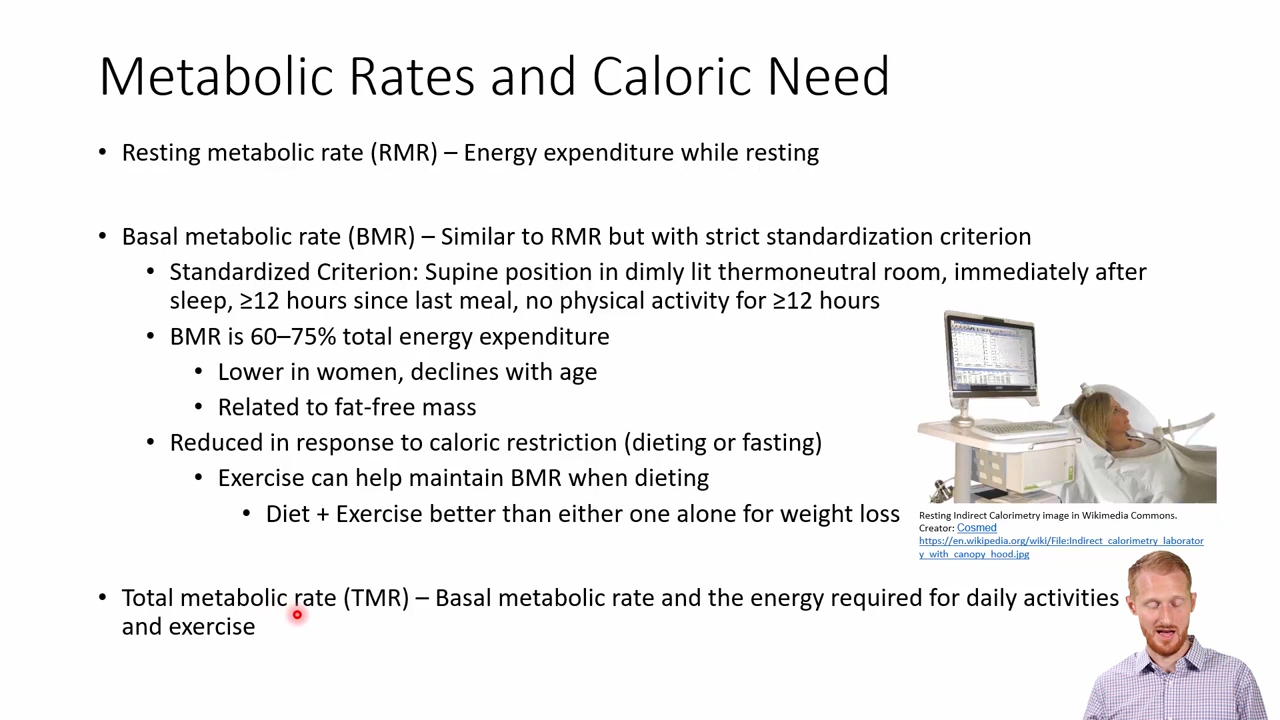 Metabolic Rates and Caloric Need
• Resting metabolic rate (RMR) – Energy expenditure while resting
• Basal metabolic rate (BMR) – Similar to RMR but with strict standardization criterion
• Standardized Criterion: Supine position in dimly lit thermoneutral room, immediately after
sleep, ≥12 hours since last meal, no physical activity for ≥12 hours
• BMR is 60–75% total energy expenditure
• Lower in women, declines with age
• Related to fat-free mass
• Reduced in response to caloric restriction (dieting or fasting)
• Exercise can help maintain BMR when dieting
• Diet + Exercise better than either one alone for weight loss
Resting Indirect Calorimetry image in Wikimedia Commons.
Creator: Cosmed
https://en.wikipedia.org/wiki/File:Indirect_calorimetry_laborator
y_with_canopy_hood.jpg
• Total metabolic rate (TMR) – Basal metabolic rate and the energy required for daily activities
and exercise